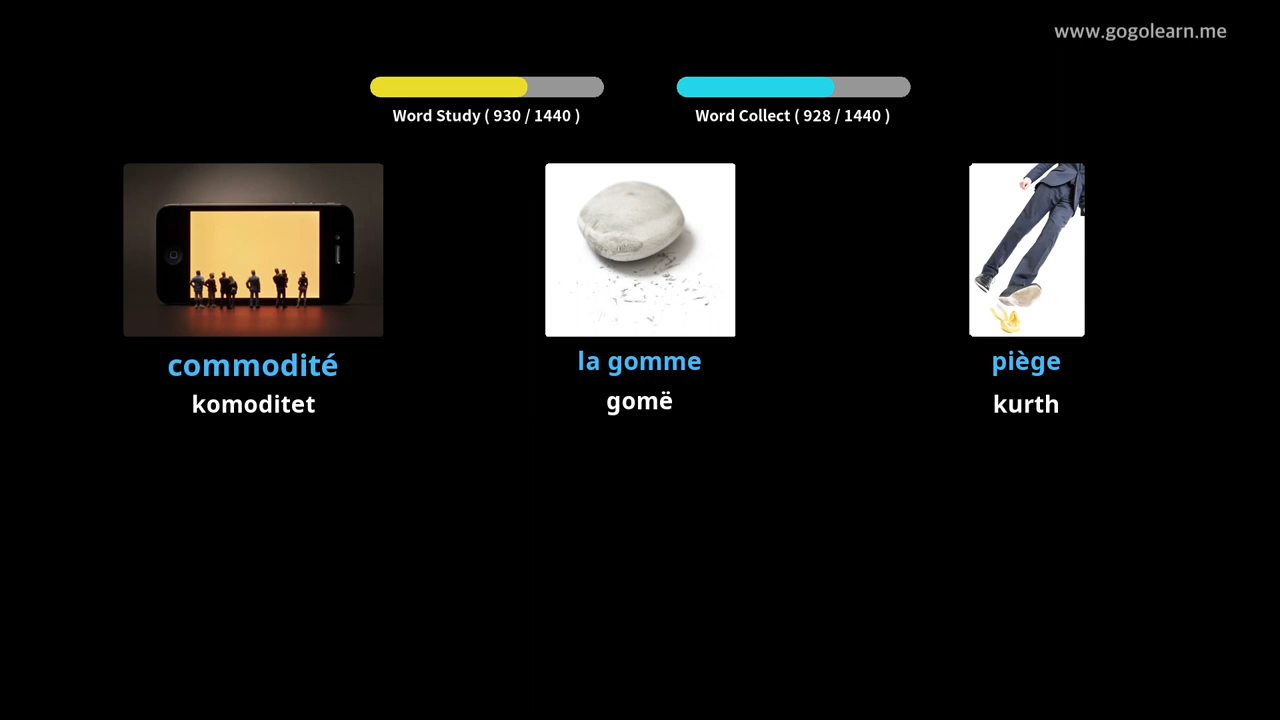 www.gogolearn.me
Word Study ( 930 / 1440 )
Word Collect ( 928 / 1440 )
commodité
komoditet
la gomme
gomë
piège
kurth